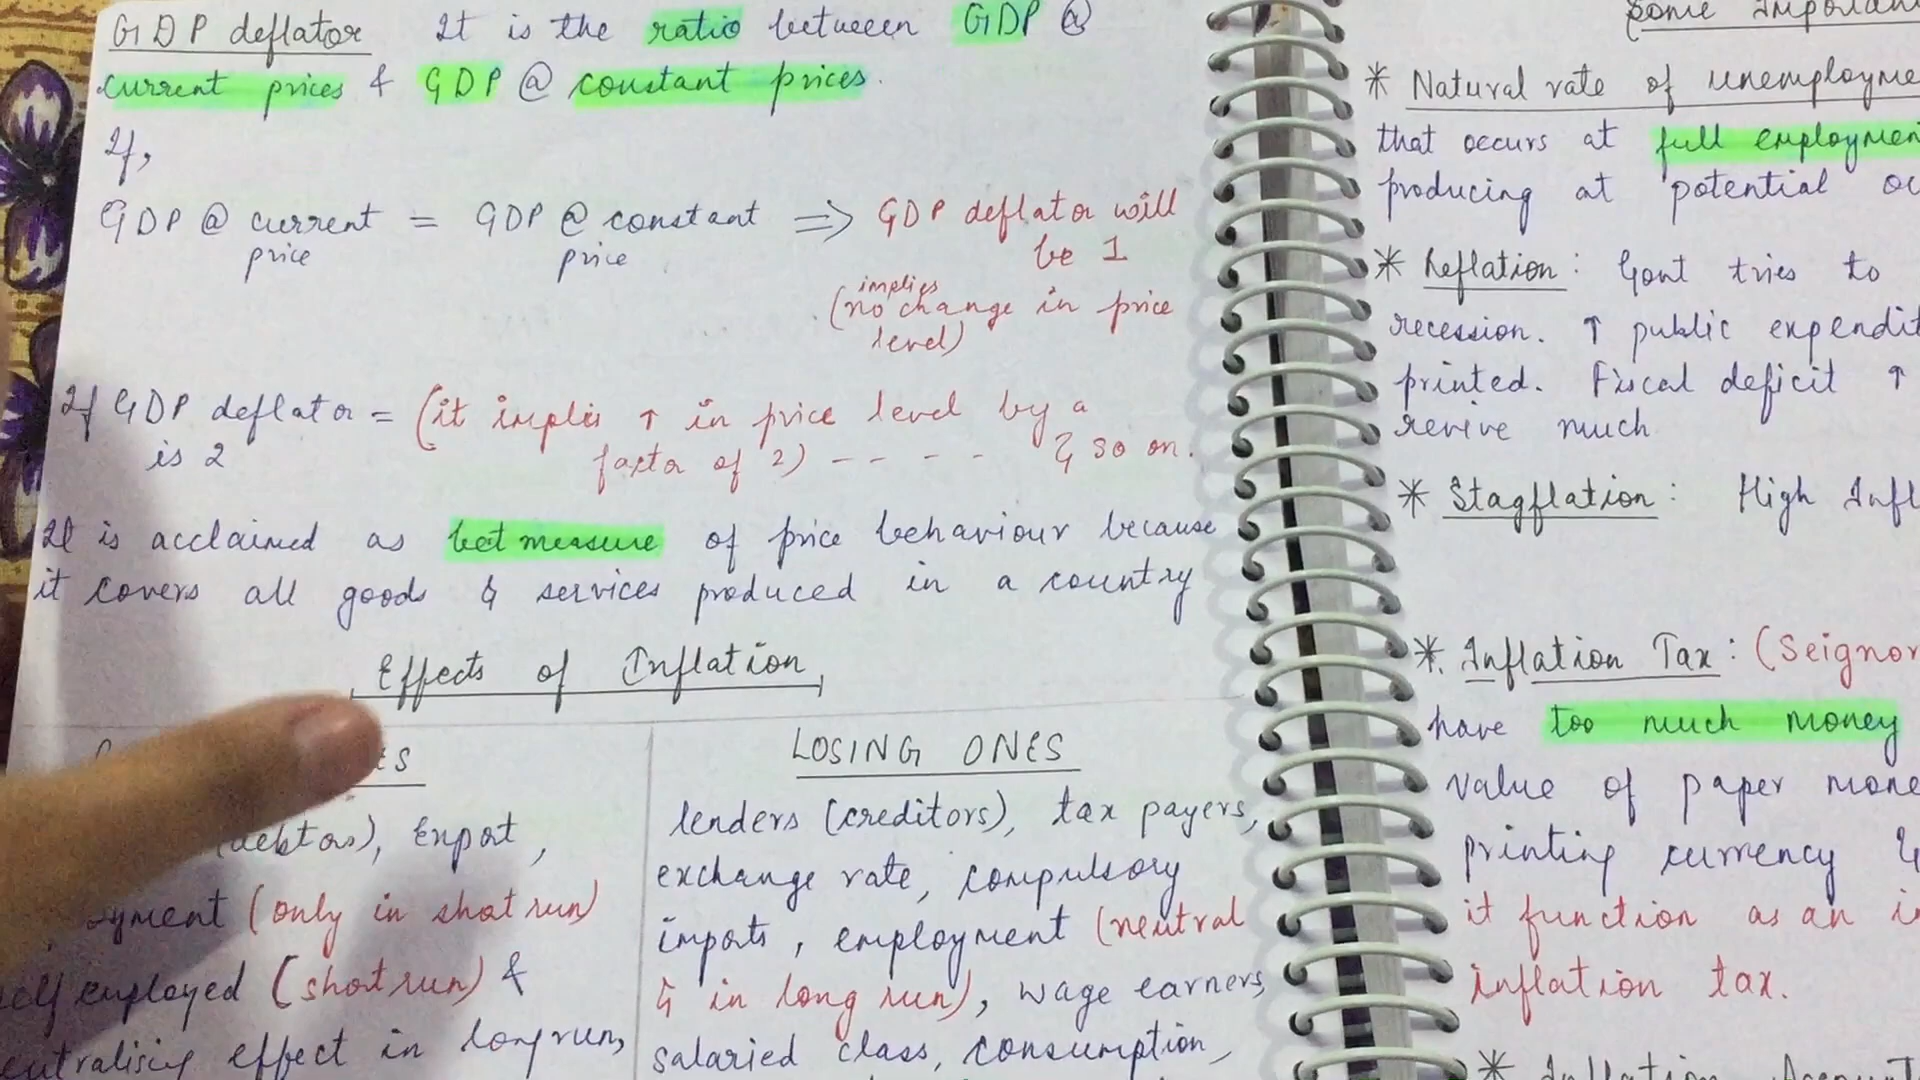 GDP deflator It is the ratio between GDP @
current prices & GDP @ constant prices.
If,
GDP @ current price = GDP @ constant price => GDP deflator will be 1
(implies no change in price level)
If GDP deflator is 2 = (it implies ↑ in price level by a factor of 2) - - - - & so on.
It is acclaimed as best measure of price behaviour because
it covers all goods & services produced in a country
Effects of Inflation
LOSING ONES
(debtors), Export,
(only in short run)
self employed (short run) &
effect in long run,
lenders (creditors), tax payers,
exchange rate, compulsory
imports, employment (neutral
& in long run), wage earners,
salaried class, consumption,
Some
* Natural rate of
that occurs at full
producing at potential
* Reflation: Govt tries to
recession. ↑ public
printed. Fiscal deficit ↑
revive much
* Stagflation: High
*. Inflation Tax:
have too much money
value of paper
printing currency &
it function as an
inflation tax.
* Inflation